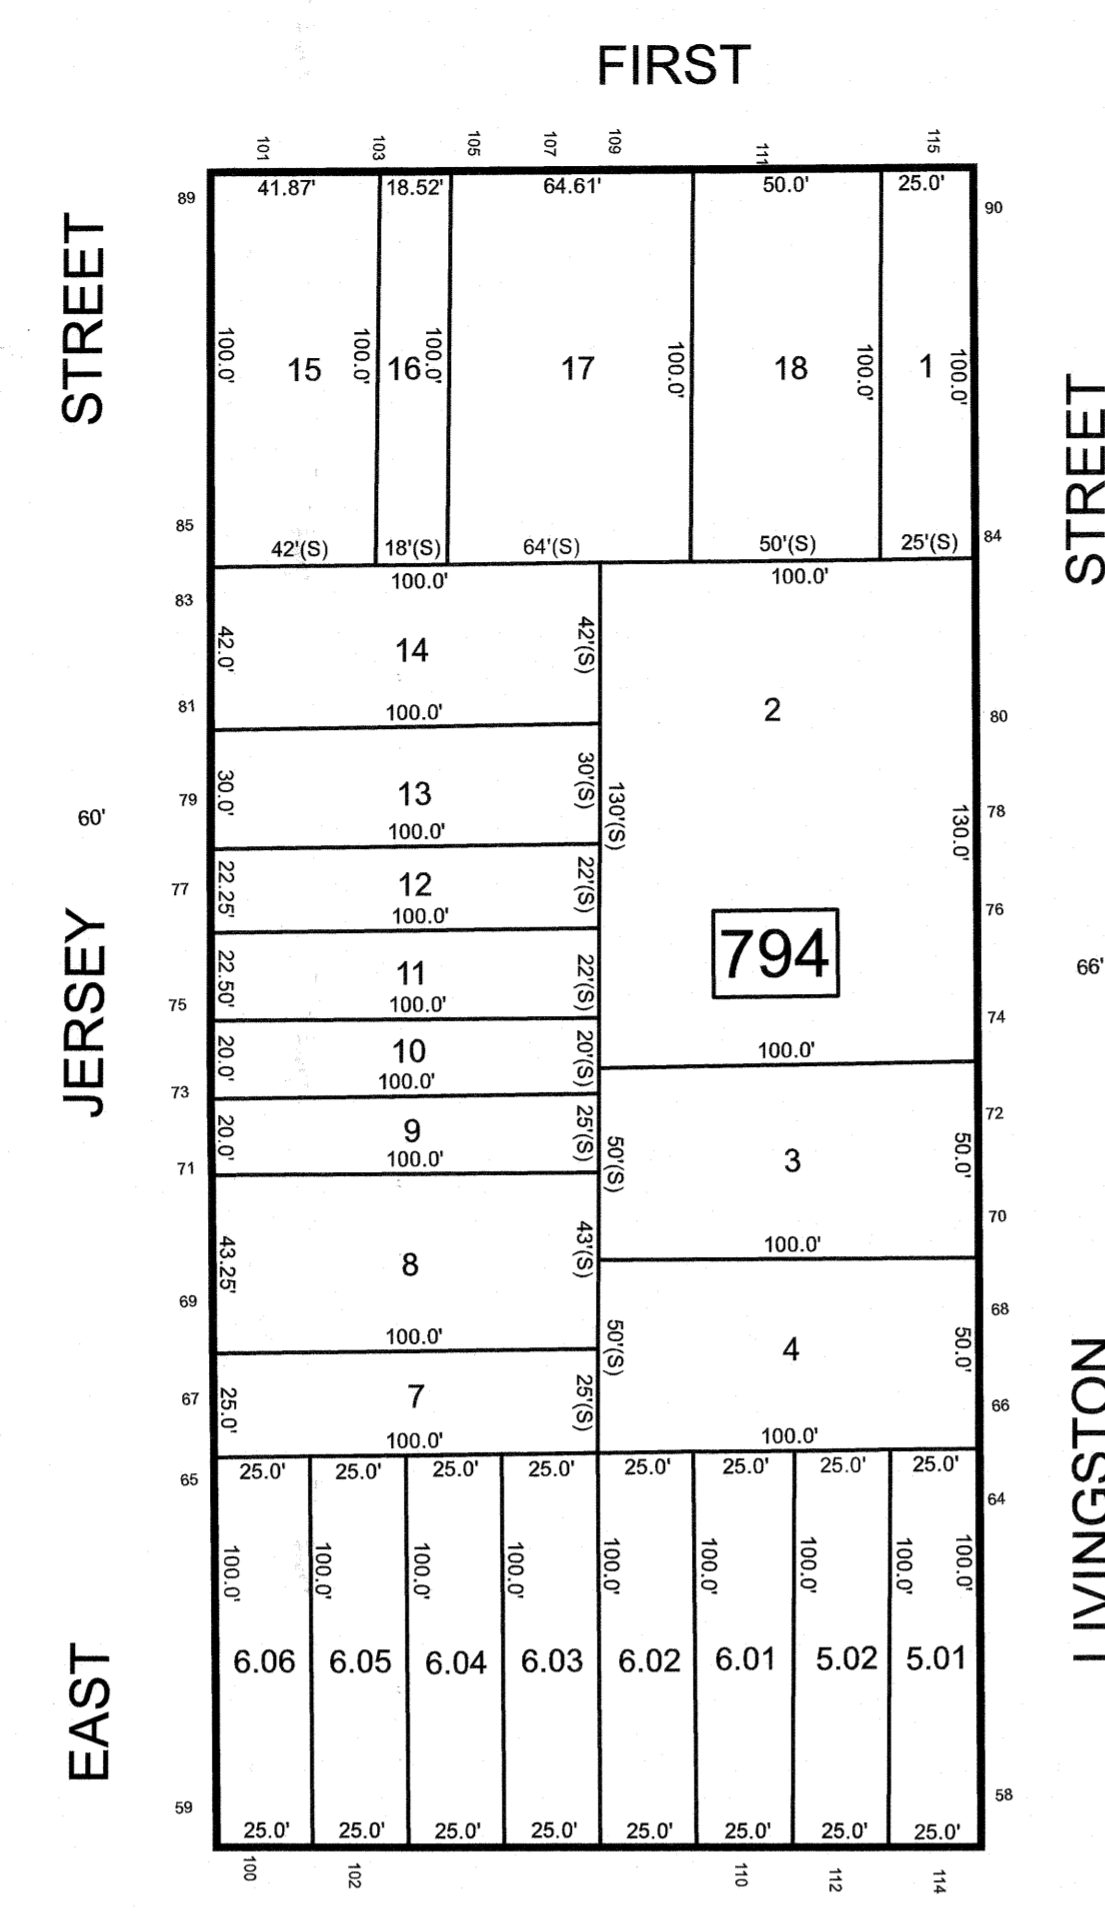 FIRST
101 103 105 107 109 111 115
89 41.87' 18.52' 64.61' 50.0' 25.0' 90
STREET
100.0' 15 100.0' 16 100.0' 17 100.0' 18 100.0' 1 100.0'
STREET
85 42'(S) 18'(S) 64'(S) 50'(S) 25'(S) 84
100.0' 100.0'
83
42.0' 14 42'(S)
2
81 100.0' 80
79 30.0' 13 30'(S) 130'(S) 78
60' 100.0' 130.0'
77 22.25' 12 22'(S) 76
100.0'
JERSEY
794
66'
22.50' 11 22'(S)
75 100.0' 74
20.0' 10 20'(S) 100.0'
73 100.0' 72
20.0' 9 25'(S)
71 100.0' 50'(S) 3 50.0'
70
43.25' 8 43'(S) 100.0'
69 68
100.0' 50'(S) 4 50.0'
67 25.0' 7 25'(S) 66
100.0' 100.0'
LIVINGSTON
65 25.0' 25.0' 25.0' 25.0' 25.0' 25.0' 25.0' 25.0' 64
100.0' 100.0' 100.0' 100.0' 100.0' 100.0' 100.0' 100.0' 100.0'
6.06 6.05 6.04 6.03 6.02 6.01 5.02 5.01
EAST
59 58
25.0' 25.0' 25.0' 25.0' 25.0' 25.0' 25.0' 25.0'
100 102 110 112 114